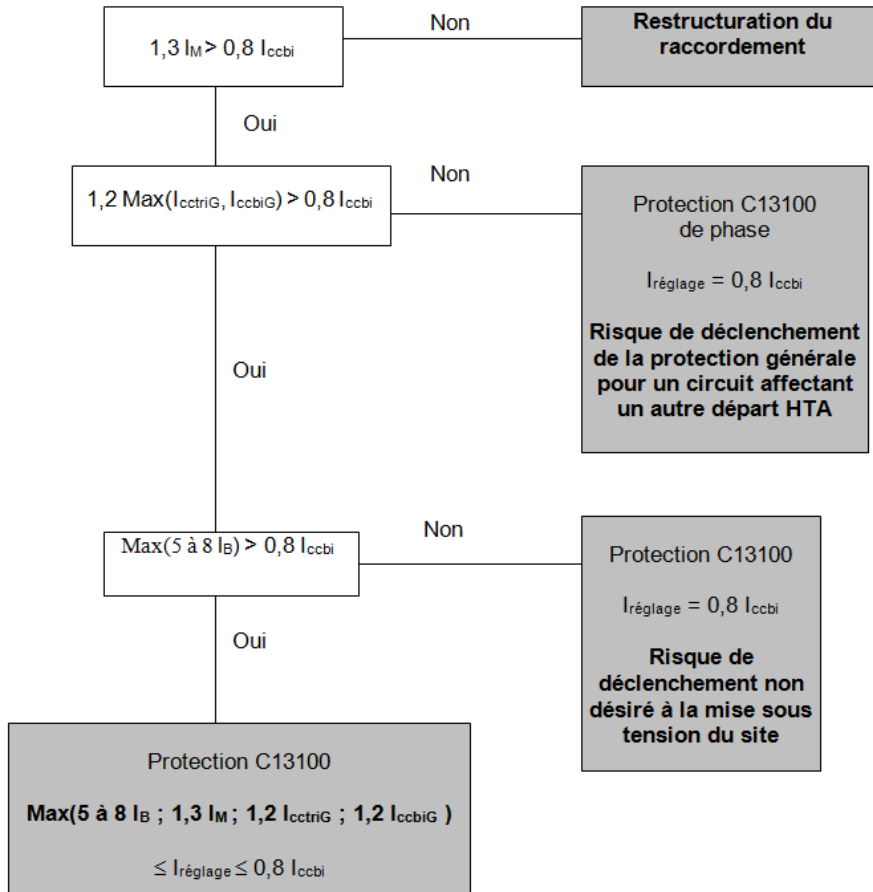 1,3 IM > 0,8 Iccbi
Non
Restructuration du
raccordement
Oui
1,2 Max(IcctriG, IccbiG) > 0,8 Iccbi
Non
Protection C13100
de phase
Iréglage = 0,8 Iccbi
Risque de déclenchement
de la protection générale
pour un circuit affectant
un autre départ HTA
Oui
Max(5 à 8 IB) > 0,8 Iccbi
Non
Protection C13100
Iréglage = 0,8 Iccbi
Risque de
déclenchement non
désiré à la mise sous
tension du site
Oui
Protection C13100
Max(5 à 8 IB ; 1,3 IM ; 1,2 IcctriG ; 1,2 IccbiG )
≤ Iréglage ≤ 0,8 Iccbi